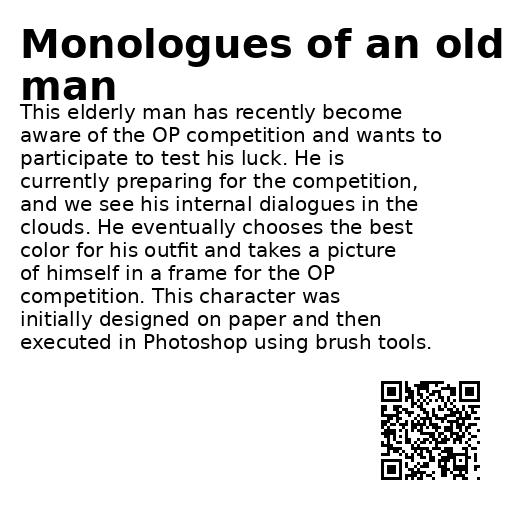 Monologues of an old
man
This elderly man has recently become
aware of the OP competition and wants to
participate to test his luck. He is
currently preparing for the competition,
and we see his internal dialogues in the
clouds. He eventually chooses the best
color for his outfit and takes a picture
of himself in a frame for the OP
competition. This character was
initially designed on paper and then
executed in Photoshop using brush tools.